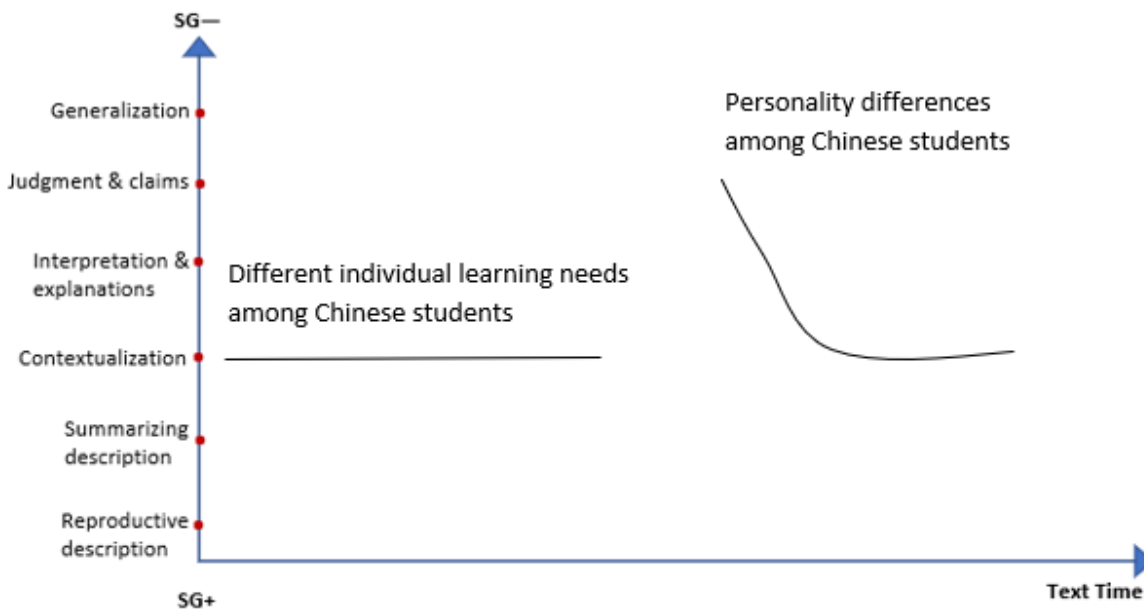 SG—
Generalization
Judgment & claims
Interpretation &
explanations
Contextualization
Summarizing
description
Reproductive
description
SG+
Different individual learning needs
among Chinese students
Personality differences
among Chinese students
Text Time